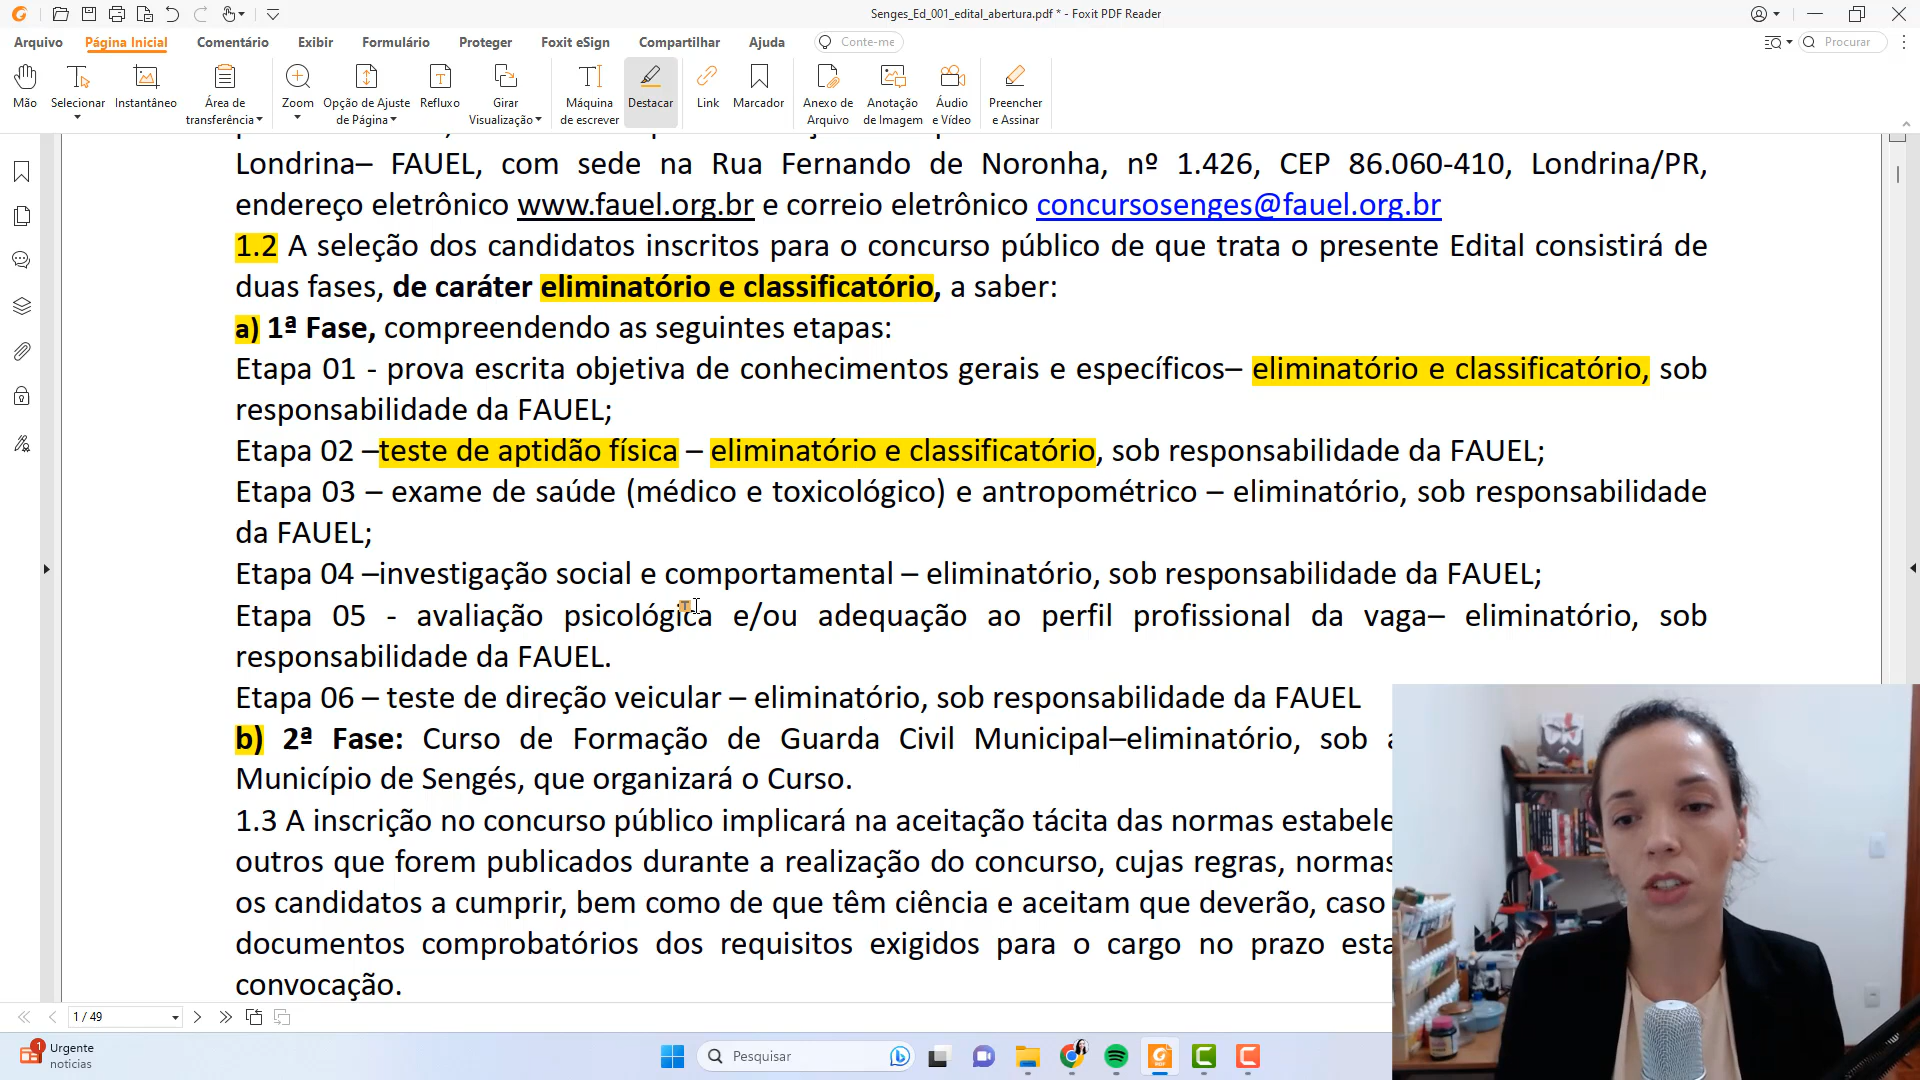 Senges_Ed_001_edital_abertura.pdf * - Foxit PDF Reader
Arquivo Página Inicial Comentário Exibir Formulário Proteger Foxit eSign Compartilhar Ajuda Conte-me Procurar
Mão Selecionar Instantâneo Área de transferência Zoom Opção de Ajuste de Página Refluxo Girar Visualização Máquina de escrever Destacar Link Marcador Anexo de Arquivo Anotação de Imagem Áudio e Vídeo Preencher e Assinar
Londrina– FAUEL, com sede na Rua Fernando de Noronha, nº 1.426, CEP 86.060-410, Londrina/PR,
endereço eletrônico www.fauel.org.br e correio eletrônico concursosenges@fauel.org.br
1.2 A seleção dos candidatos inscritos para o concurso público de que trata o presente Edital consistirá de
duas fases, de caráter eliminatório e classificatório, a saber:
a) 1ª Fase, compreendendo as seguintes etapas:
Etapa 01 - prova escrita objetiva de conhecimentos gerais e específicos– eliminatório e classificatório, sob
responsabilidade da FAUEL;
Etapa 02 –teste de aptidão física – eliminatório e classificatório, sob responsabilidade da FAUEL;
Etapa 03 – exame de saúde (médico e toxicológico) e antropométrico – eliminatório, sob responsabilidade
da FAUEL;
Etapa 04 –investigação social e comportamental – eliminatório, sob responsabilidade da FAUEL;
Etapa 05 - avaliação psicológica e/ou adequação ao perfil profissional da vaga– eliminatório, sob
responsabilidade da FAUEL.
Etapa 06 – teste de direção veicular – eliminatório, sob responsabilidade da FAUEL
b) 2ª Fase: Curso de Formação de Guarda Civil Municipal–eliminatório, sob a
Município de Sengés, que organizará o Curso.
1.3 A inscrição no concurso público implicará na aceitação tácita das normas estabele
outros que forem publicados durante a realização do concurso, cujas regras, normas
os candidatos a cumprir, bem como de que têm ciência e aceitam que deverão, caso
documentos comprobatórios dos requisitos exigidos para o cargo no prazo esta
convocação.
1 / 49
1
Urgente
notícias
Pesquisar